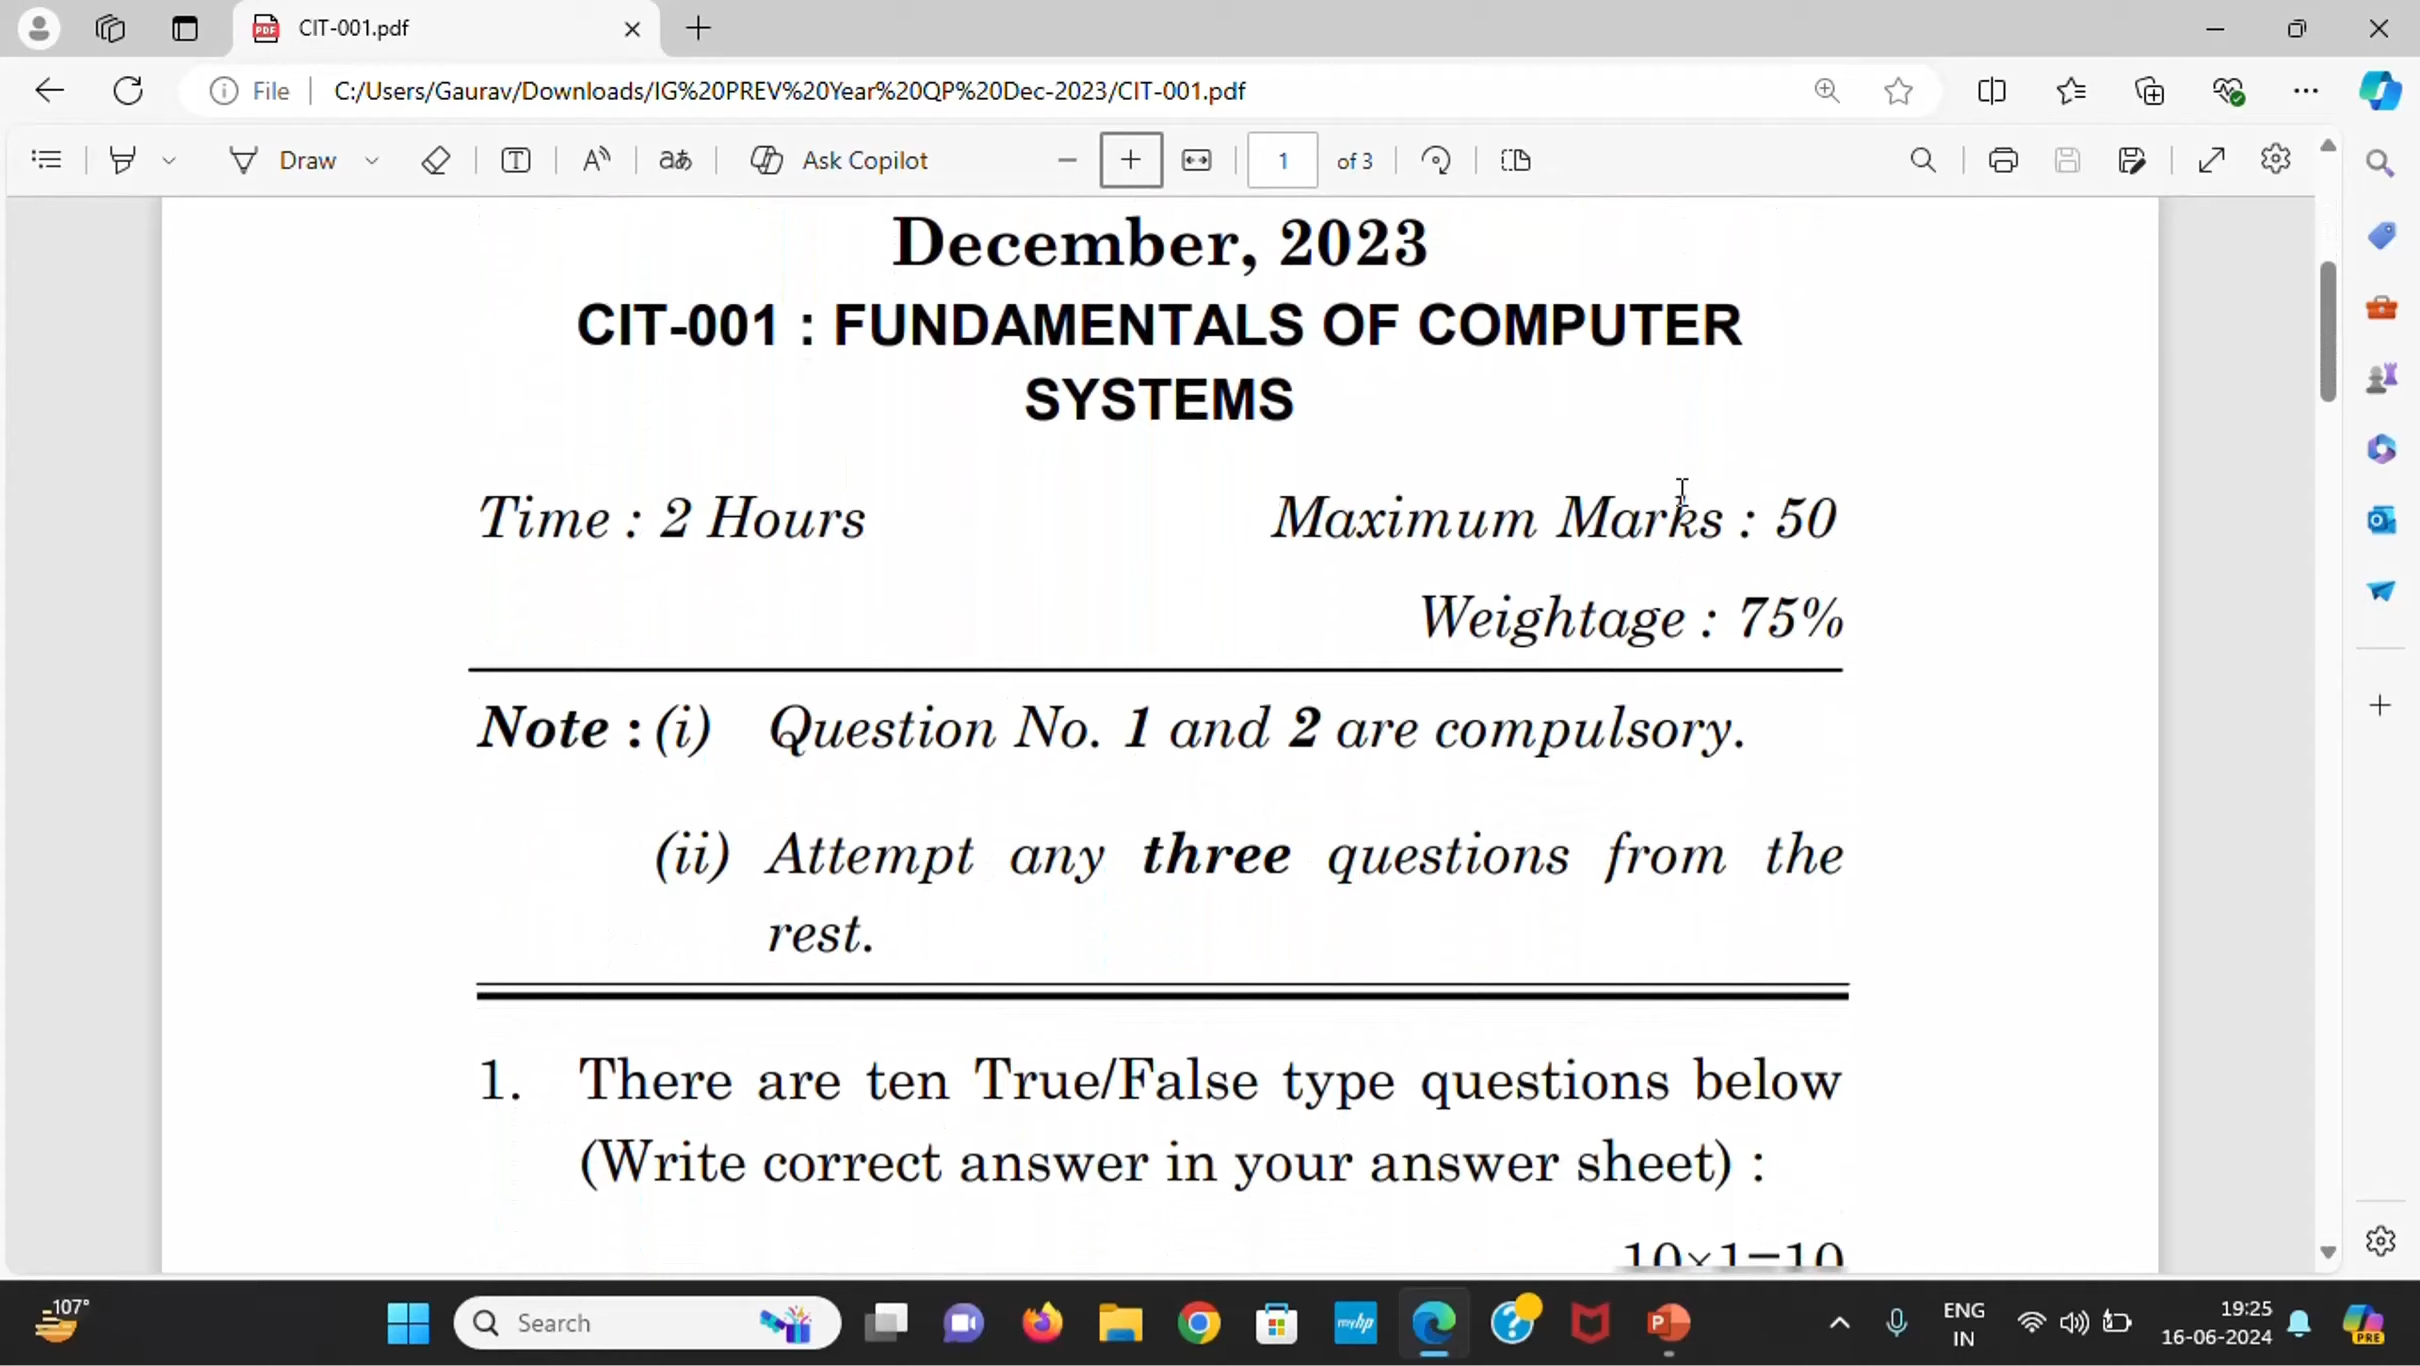 CIT-001.pdf
File
C:/Users/Gaurav/Downloads/IG%20PREV%20Year%20QP%20Dec-2023/CIT-001.pdf
Draw
Ask Copilot
1 of 3
December, 2023
CIT-001 : FUNDAMENTALS OF COMPUTER
SYSTEMS
Time : 2 Hours Maximum Marks : 50
Weightage : 75%
Note : (i) Question No. 1 and 2 are compulsory.
(ii) Attempt any three questions from the
rest.
1. There are ten True/False type questions below
(Write correct answer in your answer sheet) :
10×1=10
107°
Search
ENG
IN
19:25
16-06-2024